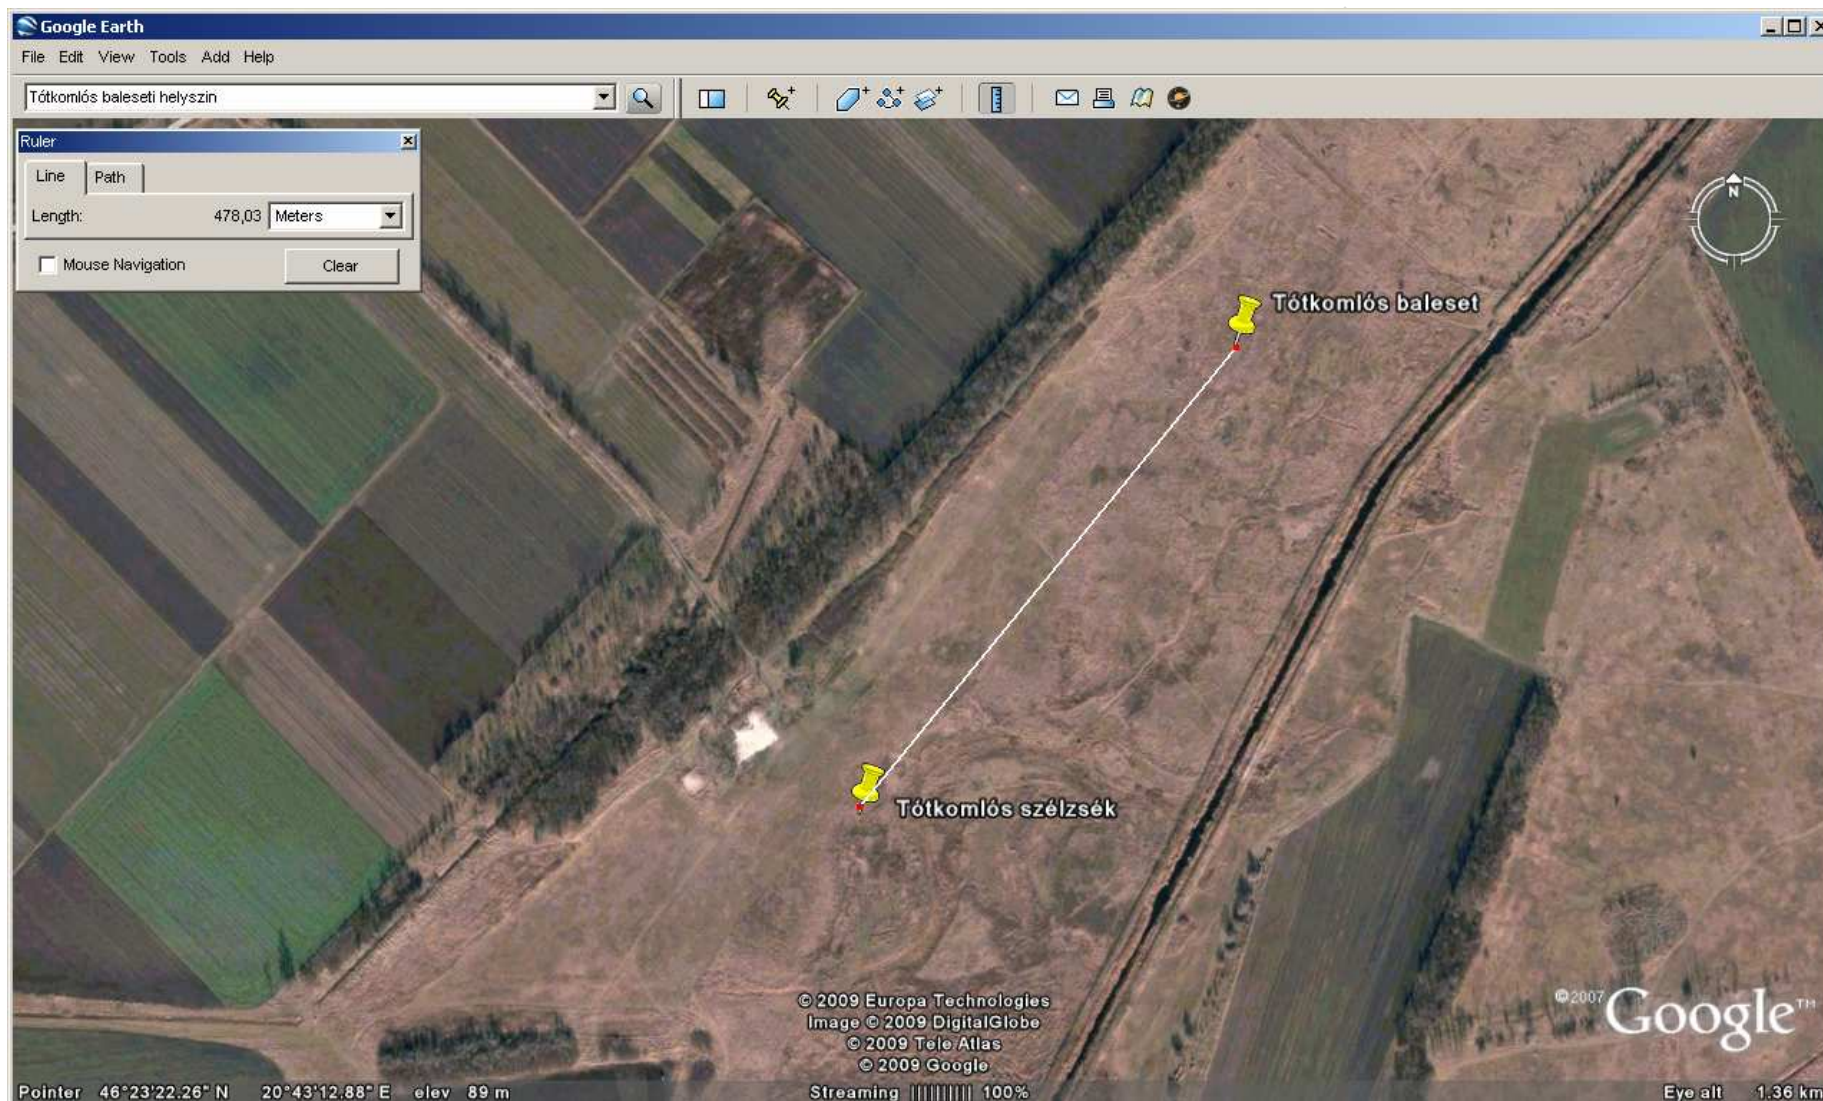 Google Earth
File Edit View Tools Add Help
Tótkomlós baleseti helyszin
Ruler
Line Path
Length: 478,03 Meters
Mouse Navigation Clear
N
Tótkomlós baleset
Tótkomlós szélzsék
© 2009 Europa Technologies
Image © 2009 DigitalGlobe
© 2009 Tele Atlas
© 2009 Google
©2007 Google™
Pointer 46°23'22.26" N 20°43'12.88" E elev 89 m Streaming |||||||||| 100% Eye alt 1.36 km